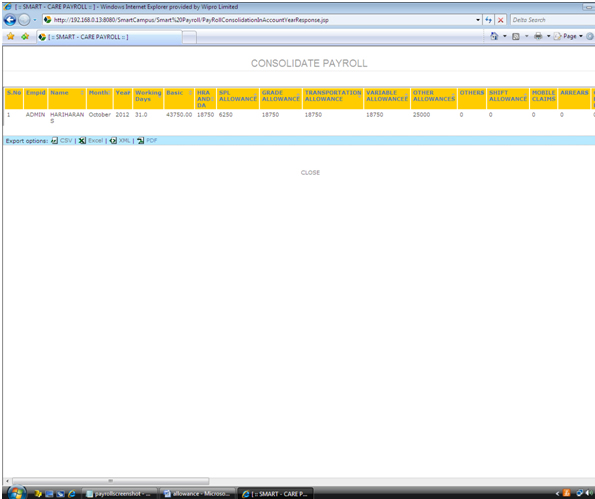 [ :: SMART - CARE PAYROLL :: ] - Windows Internet Explorer provided by Wipro Limited
http://192.168.0.13:8080/SmartCampus/Smart%20Payroll/PayRollConsolidationInAccountYearResponse.jsp
Delta Search
[ :: SMART - CARE PAYROLL :: ]
Page
CONSOLIDATE PAYROLL
S.No Empid Name Month Year Working Days Basic HRA AND DA SPL ALLOWANCE GRADE ALLOWANCE TRANSPORTATION ALLOWANCE VARIABLE ALLOWANCEE OTHER ALLOWANCES OTHERS SHIFT ALLOWANCE MOBILE CLAIMS ARREARS
1 ADMIN HARIHARAN S October 2012 31.0 43750.00 18750 6250 18750 18750 18750 25000 0 0 0 0
Export options: CSV | Excel | XML | PDF
CLOSE
payrollscreenshot - ... allowance - Microso... [ :: SMART - CARE P...